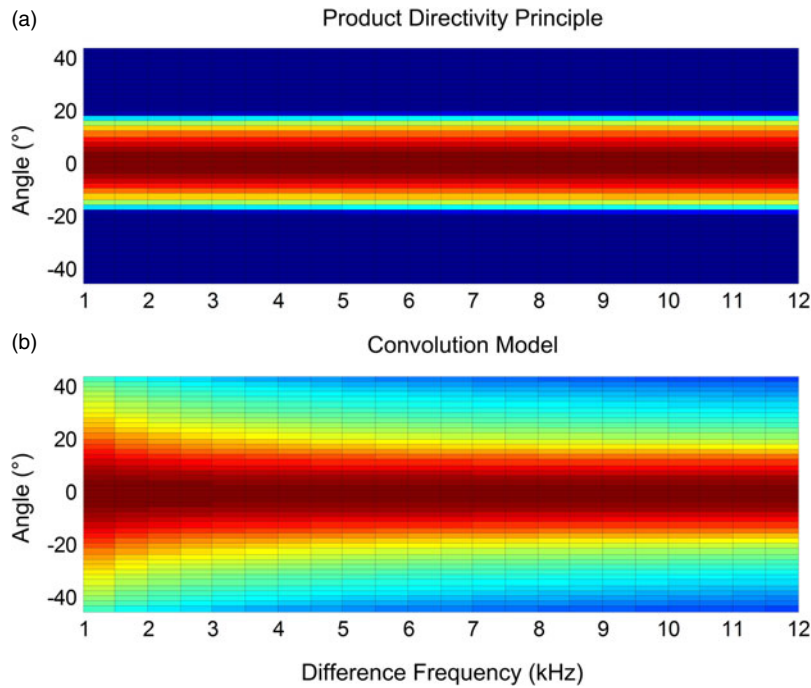 (a)
Product Directivity Principle
40
20
0
-20
-40
Angle (°)
1 2 3 4 5 6 7 8 9 10 11 12
(b)
Convolution Model
40
20
0
-20
-40
Angle (°)
1 2 3 4 5 6 7 8 9 10 11 12
Difference Frequency (kHz)